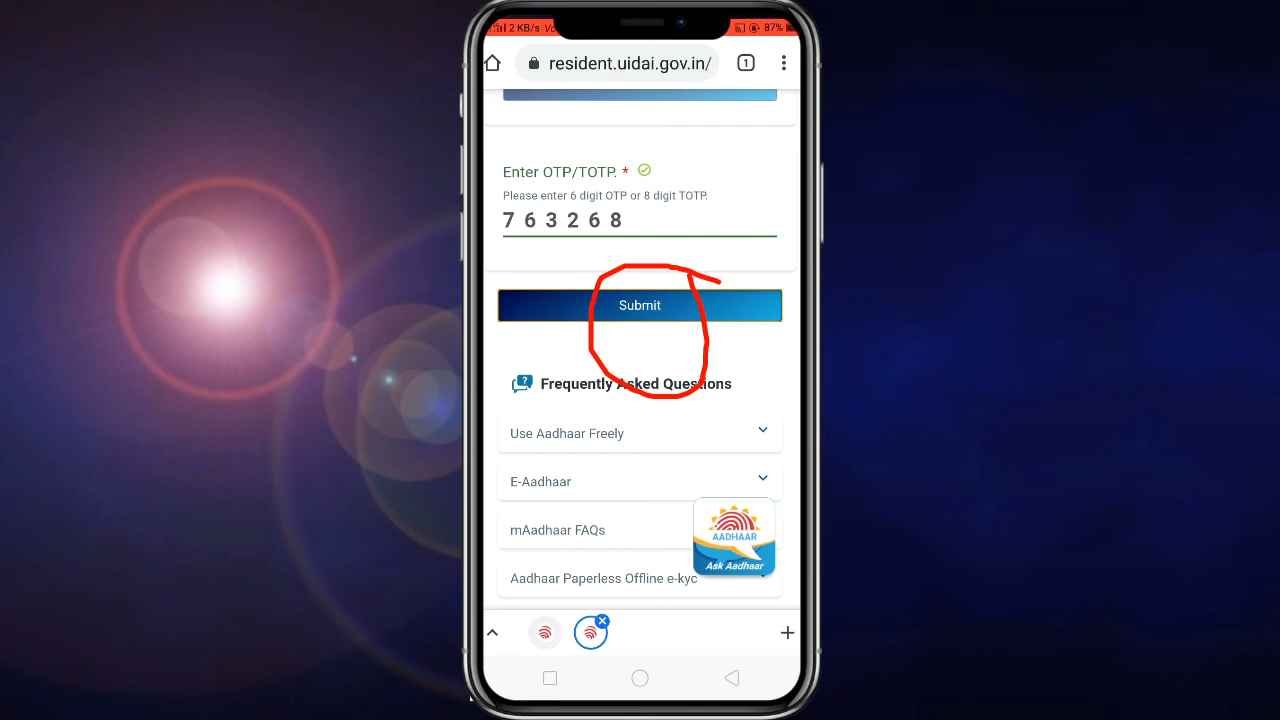 2 KB/s Vo
87%
resident.uidai.gov.in/
1
Enter OTP/TOTP. *
Please enter 6 digit OTP or 8 digit TOTP.
7 6 3 2 6 8
Submit
Frequently Asked Questions
Use Aadhaar Freely
E-Aadhaar
mAadhaar FAQs
AADHAAR
Ask Aadhaar
Aadhaar Paperless Offline e-kyc